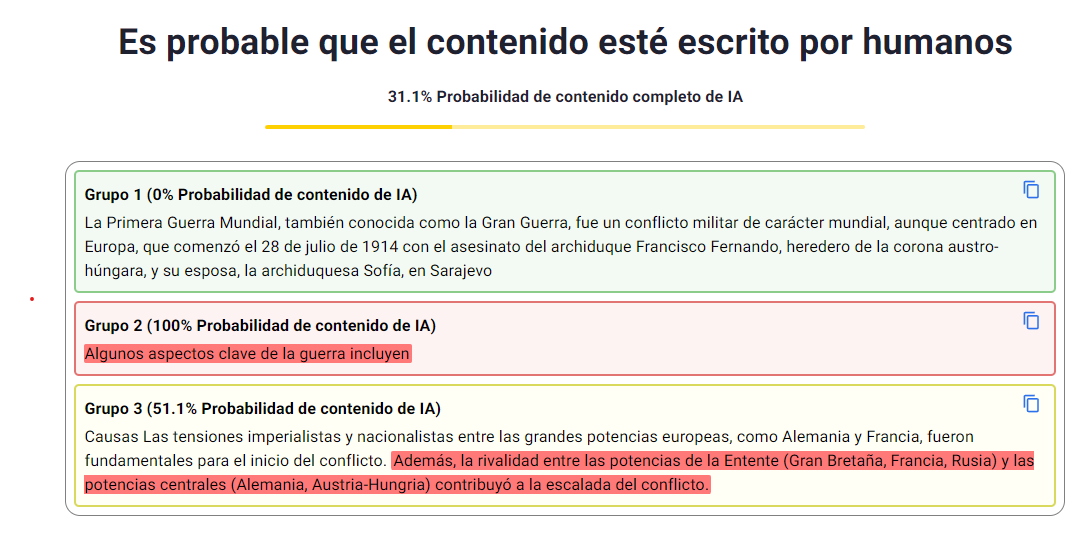 Es probable que el contenido esté escrito por humanos
31.1% Probabilidad de contenido completo de IA
Grupo 1 (0% Probabilidad de contenido de IA)
La Primera Guerra Mundial, también conocida como la Gran Guerra, fue un conflicto militar de carácter mundial, aunque centrado en
Europa, que comenzó el 28 de julio de 1914 con el asesinato del archiduque Francisco Fernando, heredero de la corona austro-
húngara, y su esposa, la archiduquesa Sofía, en Sarajevo
Grupo 2 (100% Probabilidad de contenido de IA)
Algunos aspectos clave de la guerra incluyen
Grupo 3 (51.1% Probabilidad de contenido de IA)
Causas Las tensiones imperialistas y nacionalistas entre las grandes potencias europeas, como Alemania y Francia, fueron
fundamentales para el inicio del conflicto. Además, la rivalidad entre las potencias de la Entente (Gran Bretaña, Francia, Rusia) y las
potencias centrales (Alemania, Austria-Hungria) contribuyó a la escalada del conflicto.